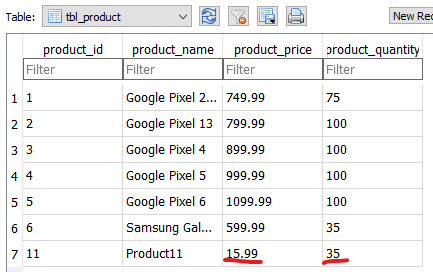 Table: tbl_product New Rec
product_id product_name product_price product_quantity
Filter Filter Filter Filter
1 1 Google Pixel 2... 749.99 75
2 2 Google Pixel 13 799.99 100
3 3 Google Pixel 4 899.99 100
4 4 Google Pixel 5 999.99 100
5 5 Google Pixel 6 1099.99 100
6 6 Samsung Gal... 599.99 35
7 11 Product11 15.99 35